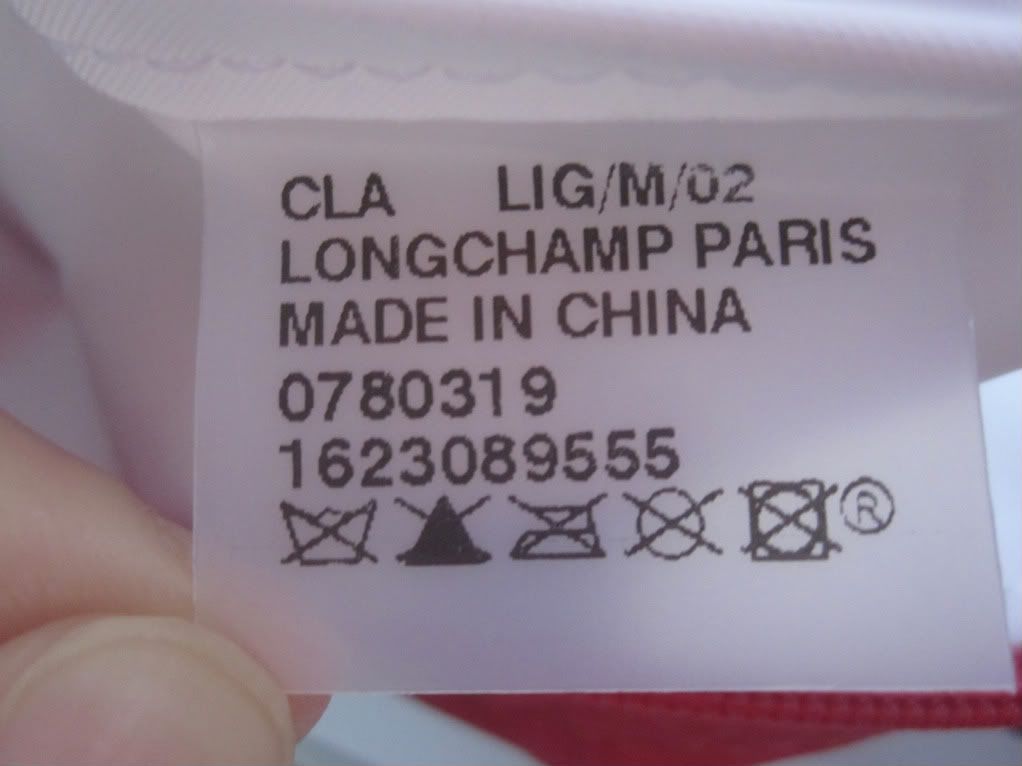 CLA LIG/M/02
LONGCHAMP PARIS
MADE IN CHINA
0780319
1623089555
®